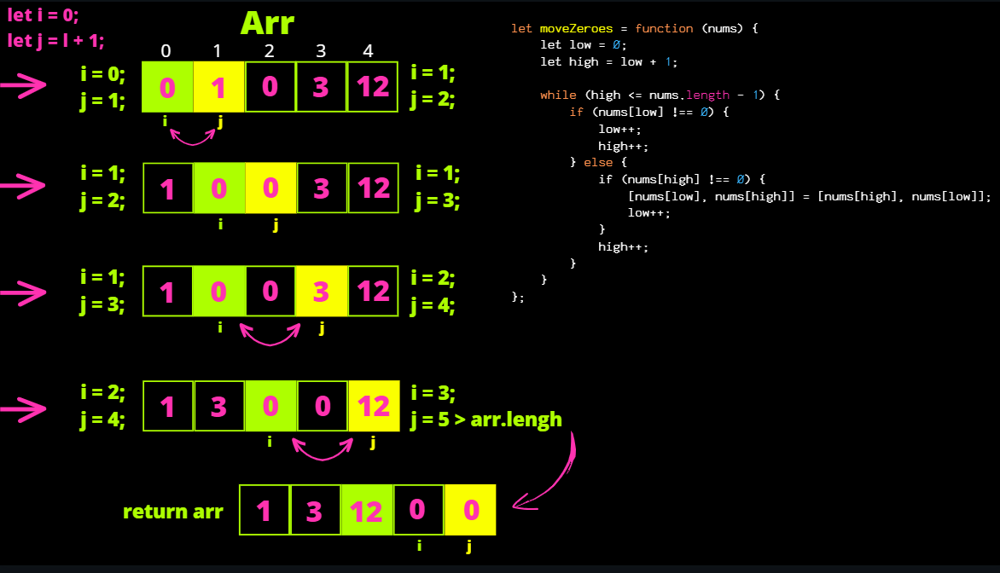 let i = 0;
let j = l + 1;
Arr
0 1 2 3 4
i = 0;
j = 1;
0 1 0 3 12
i = 1;
j = 2;
i j
i = 1;
j = 2;
1 0 0 3 12
i = 1;
j = 3;
i j
i = 1;
j = 3;
1 0 0 3 12
i = 2;
j = 4;
i j
i = 2;
j = 4;
1 3 0 0 12
i = 3;
j = 5 > arr.lengh
i j
return arr
1 3 12 0 0
i j
let moveZeroes = function (nums) {
let low = 0;
let high = low + 1;
while (high <= nums.length - 1) {
if (nums[low] !== 0) {
low++;
high++;
} else {
if (nums[high] !== 0) {
[nums[low], nums[high]] = [nums[high], nums[low]];
low++;
}
high++;
}
}
};